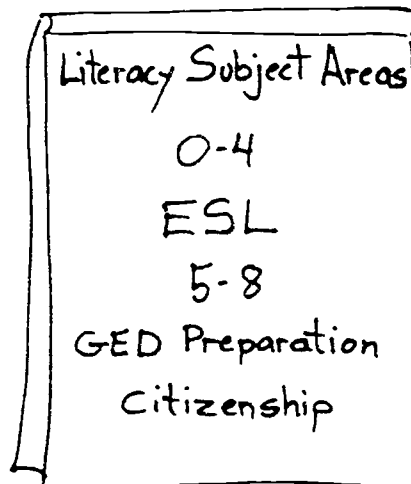 Literacy Subject Areas
0-4
ESL
5-8
GED Preparation
Citizenship